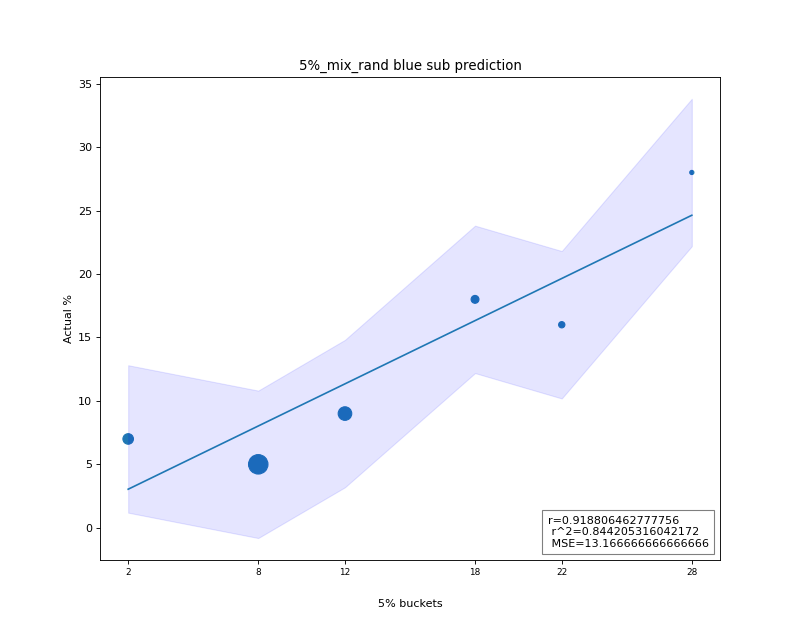 5%_mix_rand blue sub prediction
35
30
25
20
15
10
5
0
Actual %
2
8
12
18
22
28
5% buckets
r=0.918806462777756
r^2=0.844205316042172
MSE=13.166666666666666